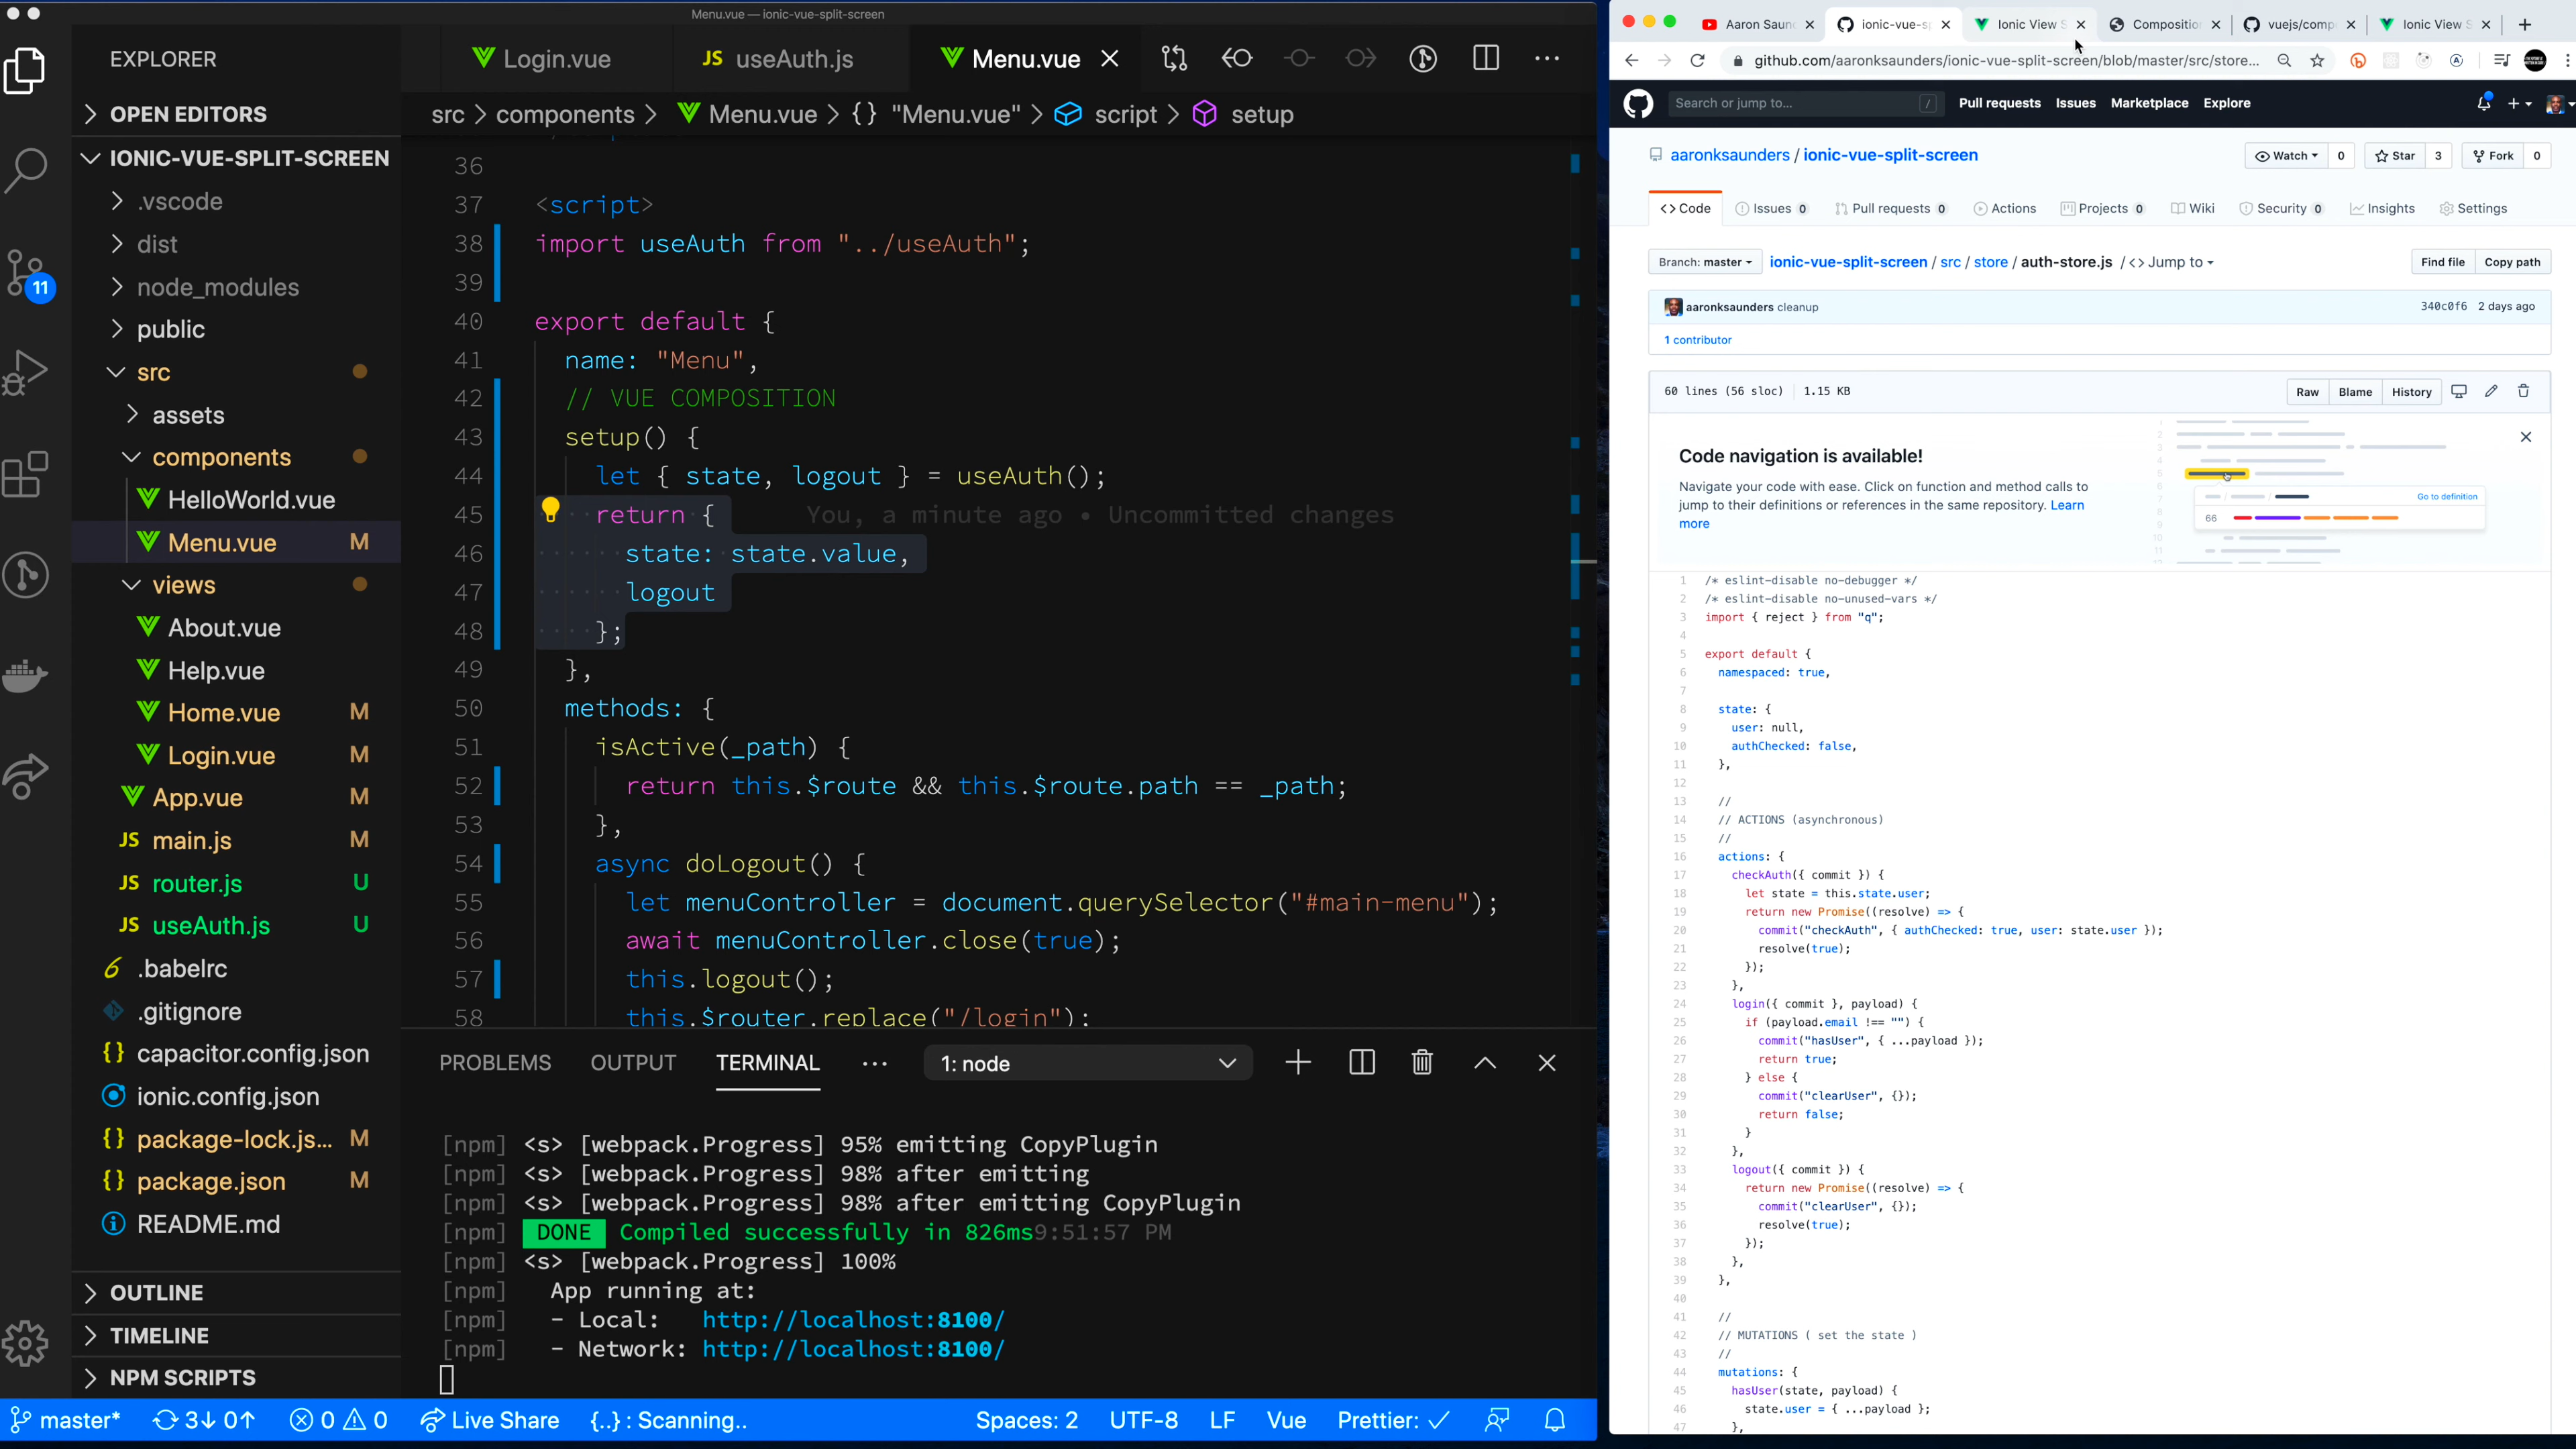 Menu.vue — ionic-vue-split-screen
EXPLORER
OPEN EDITORS
IONIC-VUE-SPLIT-SCREEN
.vscode
dist
node_modules
public
src
assets
components
HelloWorld.vue
Menu.vue M
views
About.vue
Help.vue
Home.vue M
Login.vue M
App.vue M
JS main.js M
JS router.js U
JS useAuth.js U
.babelrc
.gitignore
{} capacitor.config.json
ionic.config.json
{} package-lock.js... M
{} package.json M
README.md
OUTLINE
TIMELINE
NPM SCRIPTS
11
Login.vue
JS useAuth.js
Menu.vue
src > components > Menu.vue > {} "Menu.vue" > script > setup
36
37 <script>
38 import useAuth from "../useAuth";
39
40 export default {
41 name: "Menu",
42 // VUE COMPOSITION
43 setup() {
44 let { state, logout } = useAuth();
45 return { You, a minute ago • Uncommitted changes
46 state: state.value,
47 logout
48 };
49 },
50 methods: {
51 isActive(_path) {
52 return this.$route && this.$route.path == _path;
53 },
54 async doLogout() {
55 let menuController = document.querySelector("#main-menu");
56 await menuController.close(true);
57 this.logout();
58 this.$router.replace("/login");
PROBLEMS OUTPUT TERMINAL ... 1: node
[npm] <s> [webpack.Progress] 95% emitting CopyPlugin
[npm] <s> [webpack.Progress] 98% after emitting
[npm] <s> [webpack.Progress] 98% after emitting CopyPlugin
[npm] DONE Compiled successfully in 826ms9:51:57 PM
[npm] <s> [webpack.Progress] 100%
[npm] App running at:
[npm] - Local: http://localhost:8100/
[npm] - Network: http://localhost:8100/
master* 3↓ 0↑ 0 0 Live Share {..} : Scanning.. Spaces: 2 UTF-8 LF Vue Prettier: ✓
Aaron Saun
ionic-vue-s
Ionic View S
Compositio
vuejs/comp
Ionic View S
github.com/aaronksaunders/ionic-vue-split-screen/blob/master/src/store...
Search or jump to... /
Pull requests Issues Marketplace Explore
aaronksaunders / ionic-vue-split-screen
Watch 0 Star 3 Fork 0
Code Issues 0 Pull requests 0 Actions Projects 0 Wiki Security 0 Insights Settings
Branch: master ionic-vue-split-screen / src / store / auth-store.js / <> Jump to
Find file Copy path
aaronksaunders cleanup 340c0f6 2 days ago
1 contributor
60 lines (56 sloc) 1.15 KB
Raw Blame History
Code navigation is available!
Navigate your code with ease. Click on function and method calls to
jump to their definitions or references in the same repository. Learn
more
Go to definition
66
1 /* eslint-disable no-debugger */
2 /* eslint-disable no-unused-vars */
3 import { reject } from "q";
4
5 export default {
6 namespaced: true,
7
8 state: {
9 user: null,
10 authChecked: false,
11 },
12
13 //
14 // ACTIONS (asynchronous)
15 //
16 actions: {
17 checkAuth({ commit }) {
18 let state = this.state.user;
19 return new Promise((resolve) => {
20 commit("checkAuth", { authChecked: true, user: state.user });
21 resolve(true);
22 });
23 },
24 login({ commit }, payload) {
25 if (payload.email !== "") {
26 commit("hasUser", { ...payload });
27 return true;
28 } else {
29 commit("clearUser", {});
30 return false;
31 }
32 },
33 logout({ commit }) {
34 return new Promise((resolve) => {
35 commit("clearUser", {});
36 resolve(true);
37 });
38 },
39 },
40
41 //
42 // MUTATIONS ( set the state )
43 //
44 mutations: {
45 hasUser(state, payload) {
46 state.user = { ...payload };
47 },